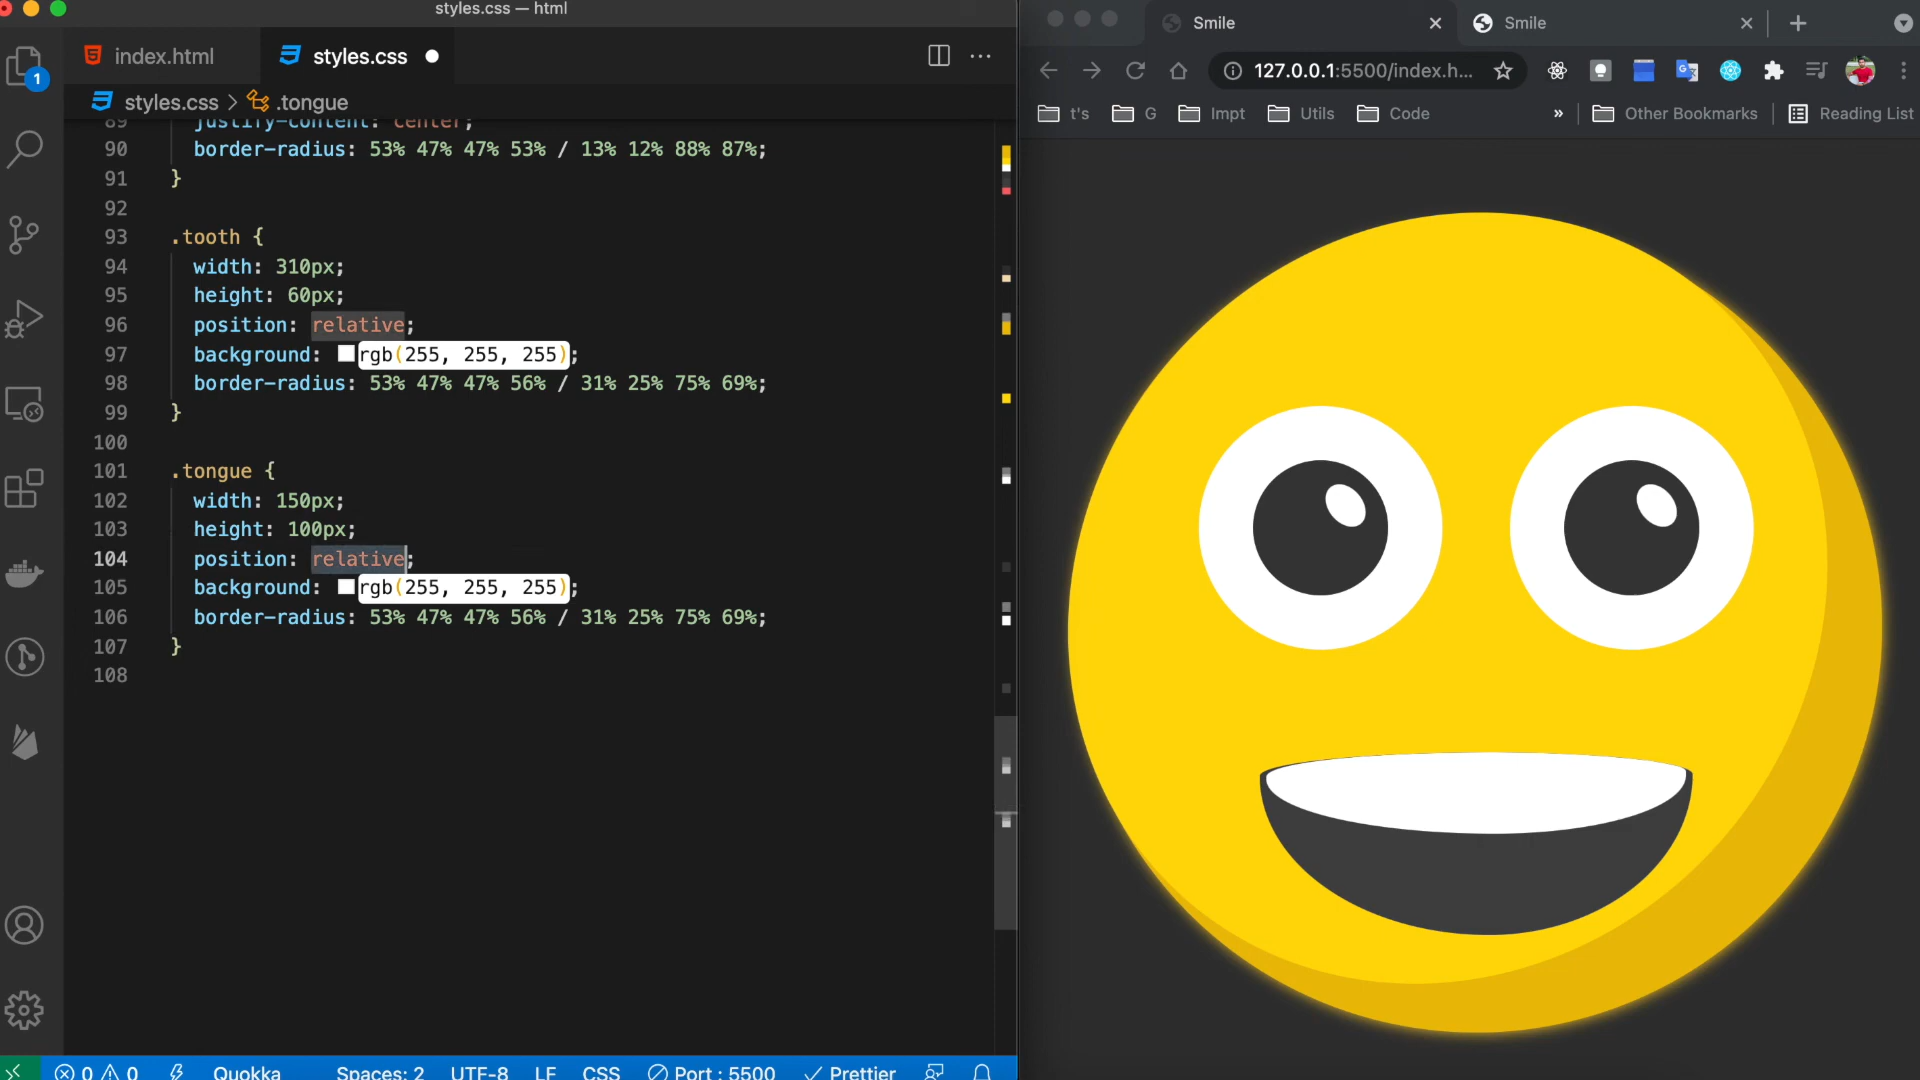 styles.css — html
index.html
styles.css
styles.css > .tongue
89 justify-content: center;
90 border-radius: 53% 47% 47% 53% / 13% 12% 88% 87%;
91 }
92
93 .tooth {
94 width: 310px;
95 height: 60px;
96 position: relative;
97 background: rgb(255, 255, 255);
98 border-radius: 53% 47% 47% 56% / 31% 25% 75% 69%;
99 }
100
101 .tongue {
102 width: 150px;
103 height: 100px;
104 position: relative;
105 background: rgb(255, 255, 255);
106 border-radius: 53% 47% 47% 56% / 31% 25% 75% 69%;
107 }
108
1
0 0 Quokka Spaces: 2 UTF-8 LF CSS Port : 5500 Prettier
Smile
Smile
127.0.0.1:5500/index.h...
t's G Impt Utils Code » Other Bookmarks Reading List